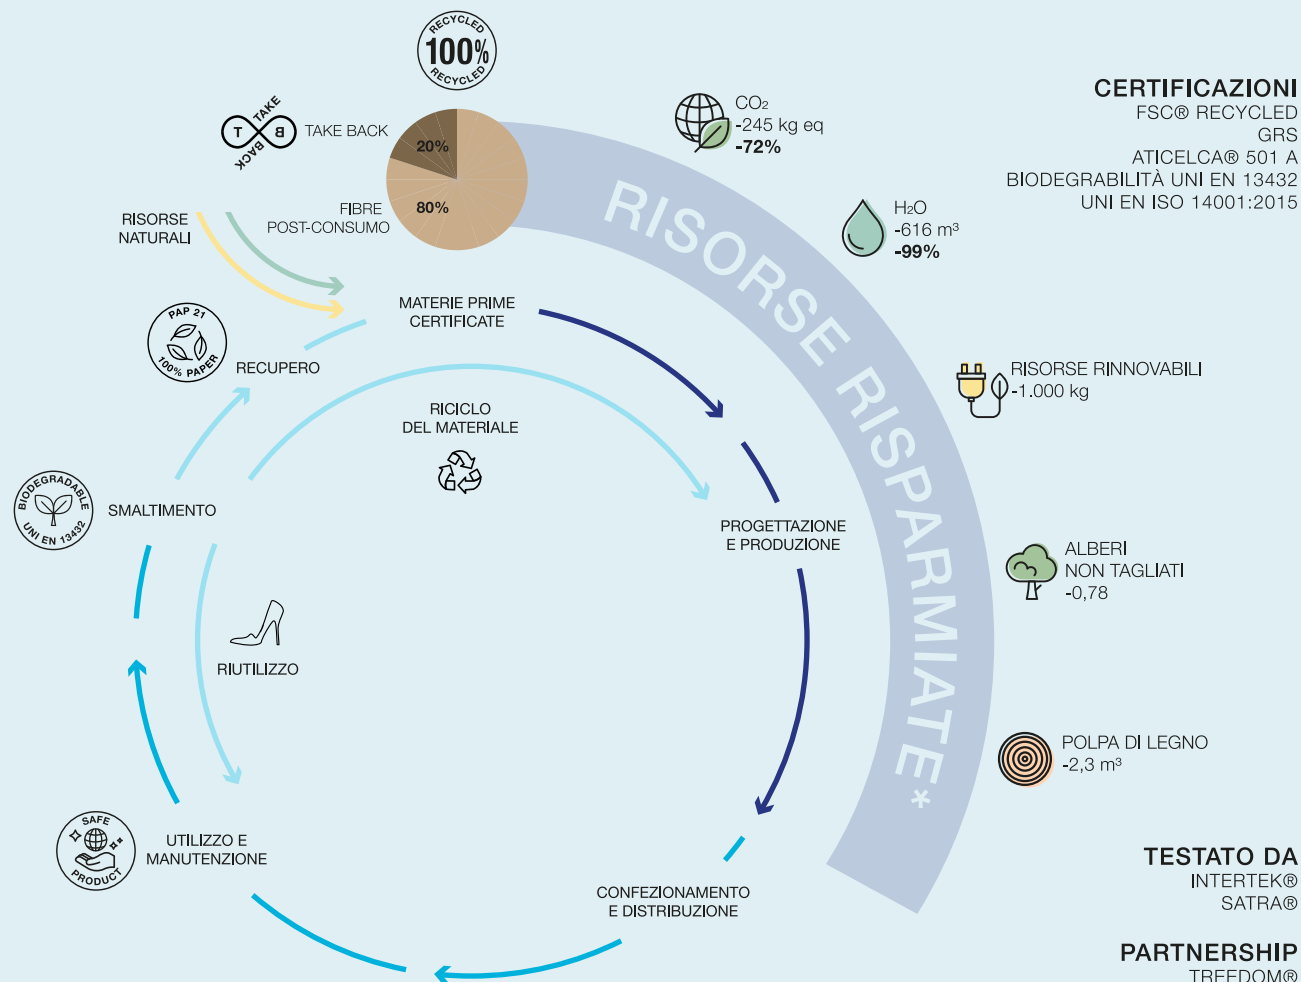 RECYCLED
100%
RECYCLED
TAKE
T B
BACK
TAKE BACK
20%
80%
FIBRE
POST-CONSUMO
CO₂
-245 kg eq
-72%
CERTIFICAZIONI
FSC® RECYCLED
GRS
ATICELCA® 501 A
BIODEGRABILITÀ UNI EN 13432
UNI EN ISO 14001:2015
RISORSE
NATURALI
H₂O
-616 m³
-99%
RISORSE RISPARMIATE*
MATERIE PRIME
CERTIFICATE
PAP 21
100% PAPER
RECUPERO
RISORSE RINNOVABILI
-1.000 kg
RICICLO
DEL MATERIALE
BIODEGRADABLE
UNI EN 13432
SMALTIMENTO
PROGETTAZIONE
E PRODUZIONE
ALBERI
NON TAGLIATI
-0,78
RIUTILIZZO
POLPA DI LEGNO
-2,3 m³
SAFE
PRODUCT
UTILIZZO E
MANUTENZIONE
CONFEZIONAMENTO
E DISTRIBUZIONE
TESTATO DA
INTERTEK®
SATRA®
PARTNERSHIP
TREEDOM®